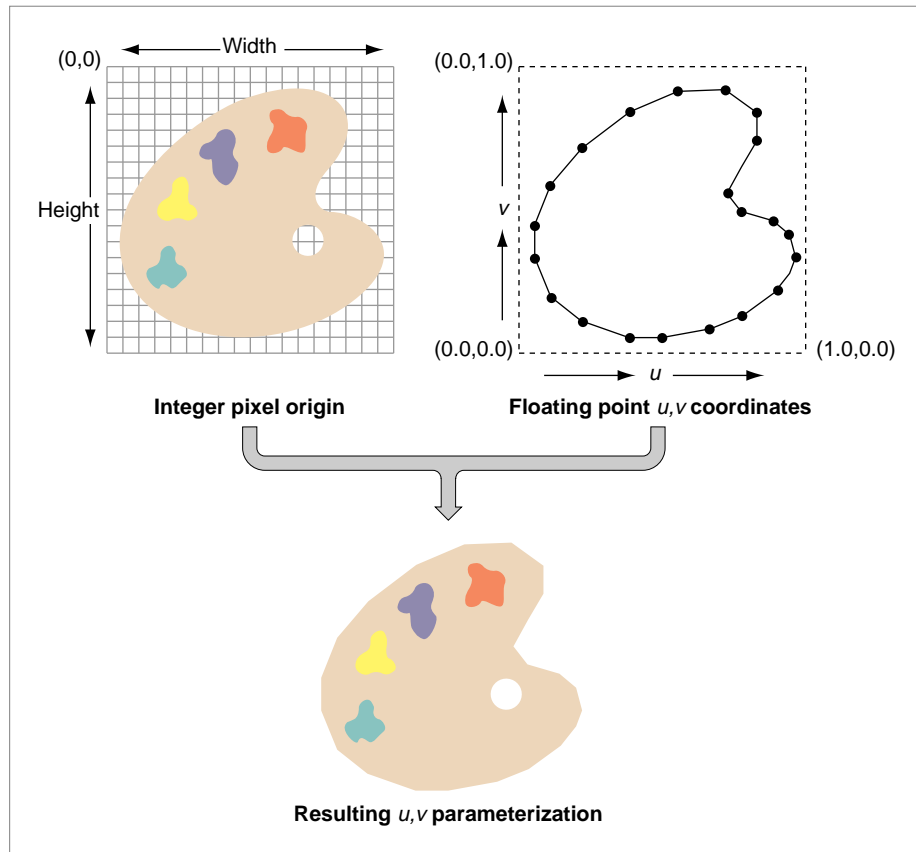 Width
(0,0)
Height
Integer pixel origin
(0.0,1.0)
v
(0.0,0.0)
(1.0,0.0)
u
Floating point u,v coordinates
Resulting u,v parameterization